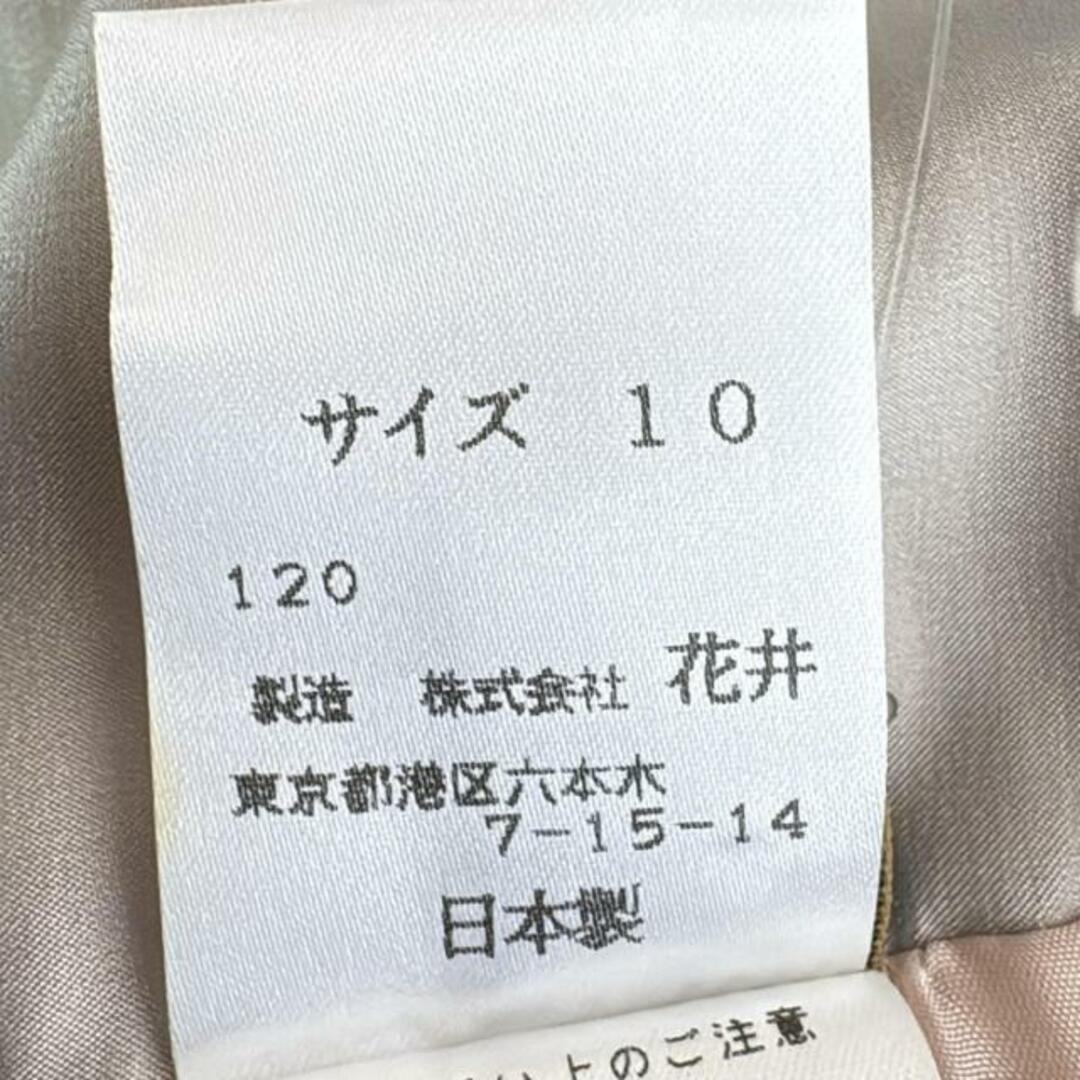 サイズ 10
120
製造 株式会社 花井
東京都港区六本木
7-15-14
日本製
上のご注意